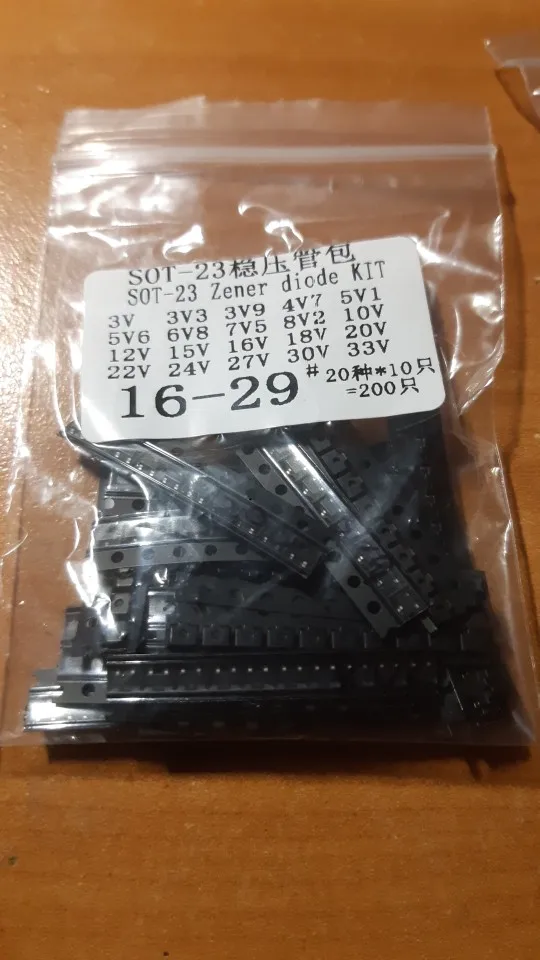 SOT-23稳压管包
SOT-23 Zener diode KIT
3V 3V3 3V9 4V7 5V1
5V6 6V8 7V5 8V2 10V
12V 15V 16V 18V 20V
22V 24V 27V 30V 33V
16-29 # 20种*10只
=200只